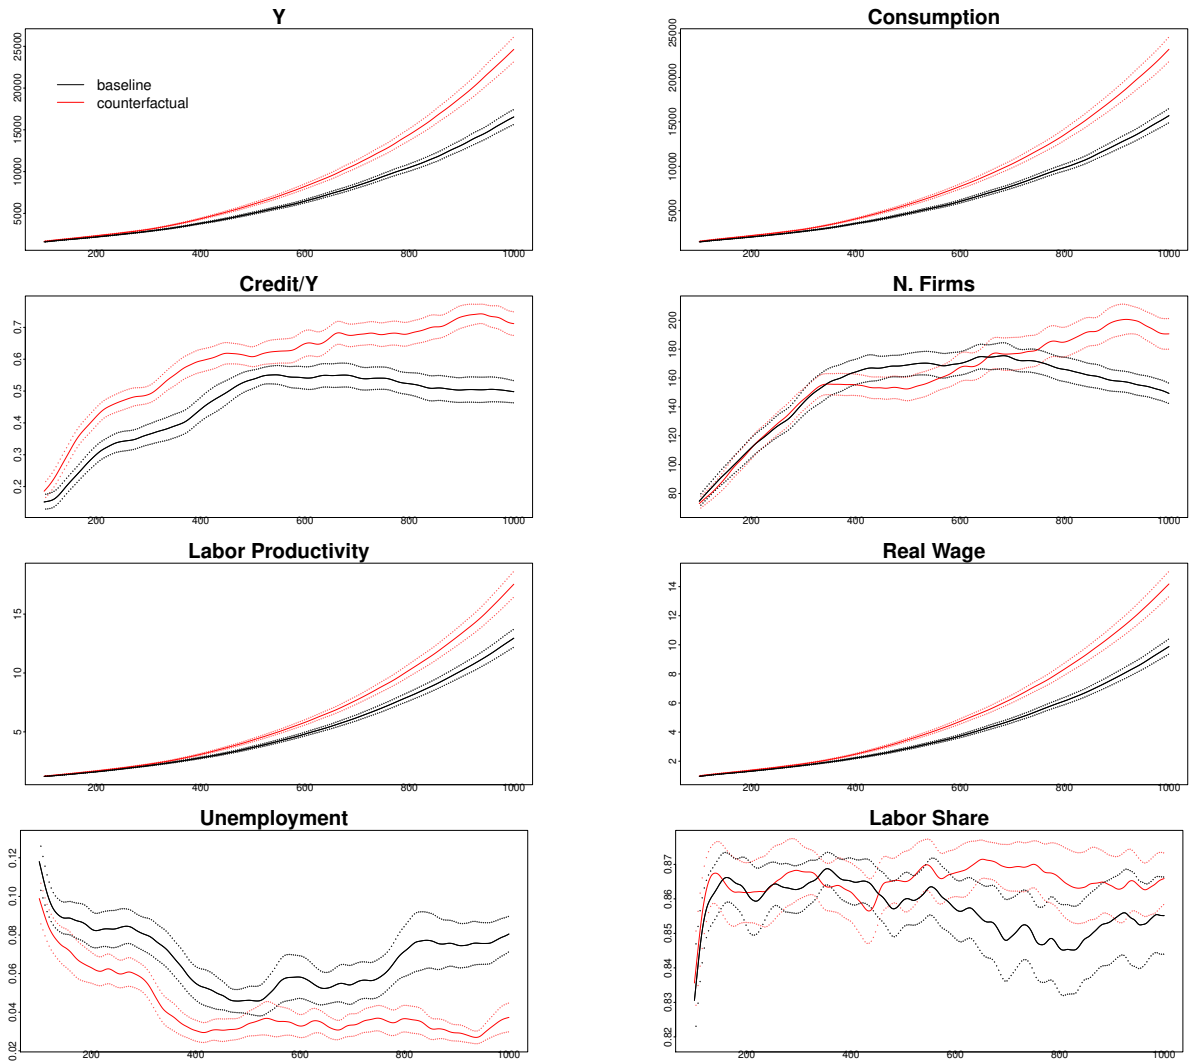 Y
25000
20000
15000
10000
5000
baseline
counterfactual
200 400 600 800 1000
Consumption
25000
20000
15000
10000
5000
200 400 600 800 1000
Credit/Y
0.7
0.6
0.5
0.4
0.3
0.2
200 400 600 800 1000
N. Firms
200
180
160
140
120
100
80
200 400 600 800 1000
Labor Productivity
15
10
5
200 400 600 800 1000
Real Wage
14
12
10
8
6
4
2
200 400 600 800 1000
Unemployment
0.12
0.10
0.08
0.06
0.04
0.02
200 400 600 800 1000
Labor Share
0.87
0.86
0.85
0.84
0.83
0.82
200 400 600 800 1000